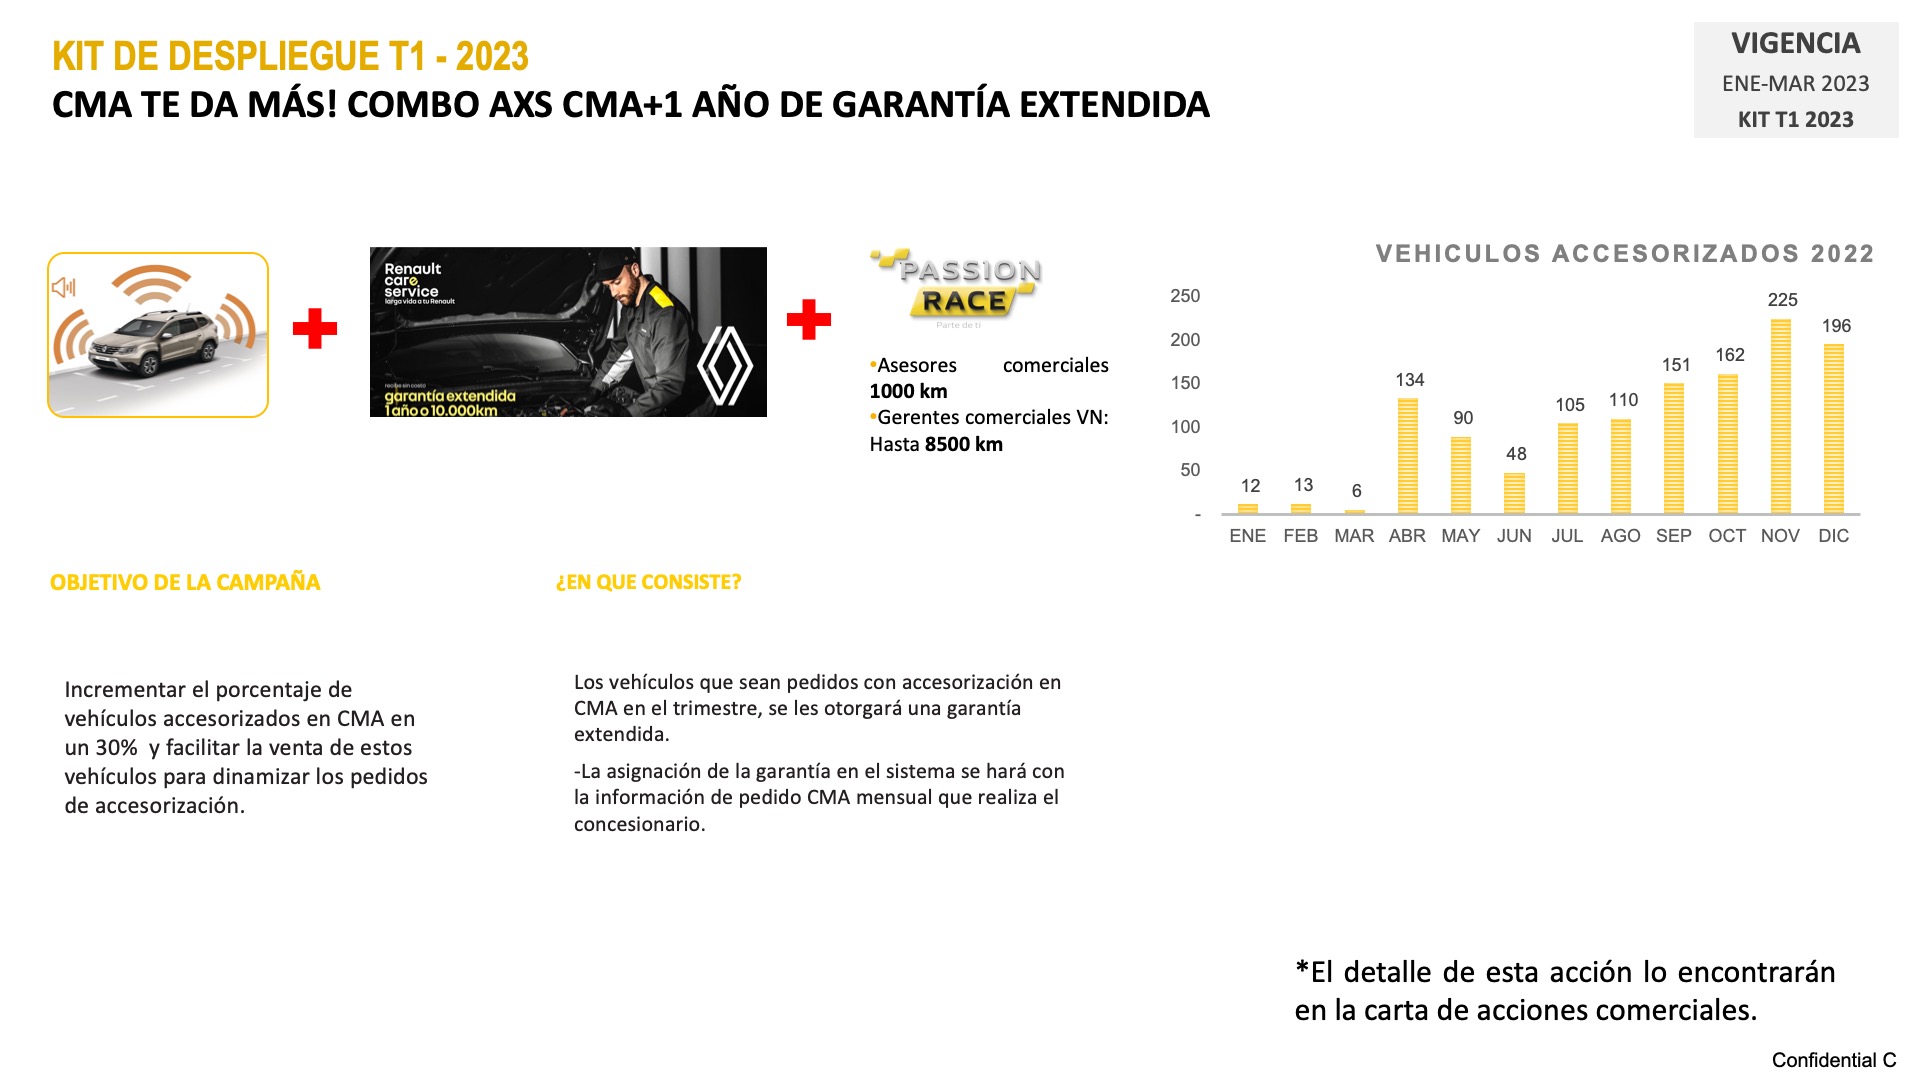 KIT DE DESPLIEGUE T1 - 2023
CMA TE DA MÁS! COMBO AXS CMA+1 AÑO DE GARANTÍA EXTENDIDA
VIGENCIA
ENE-MAR 2023
KIT T1 2023
Renault
care
service
larga vida a tu Renault
recibe sin costo
garantía extendida
1 año o 10.000km
PASSION
RACE
Parte de ti
•Asesores comerciales
1000 km
•Gerentes comerciales VN:
Hasta 8500 km
VEHICULOS ACCESORIZADOS 2022
250
200
150
100
50
-
12
13
6
134
90
48
105
110
151
162
225
196
ENE FEB MAR ABR MAY JUN JUL AGO SEP OCT NOV DIC
OBJETIVO DE LA CAMPAÑA
Incrementar el porcentaje de
vehículos accesorizados en CMA en
un 30% y facilitar la venta de estos
vehículos para dinamizar los pedidos
de accesorización.
¿EN QUE CONSISTE?
Los vehículos que sean pedidos con accesorización en
CMA en el trimestre, se les otorgará una garantía
extendida.
-La asignación de la garantía en el sistema se hará con
la información de pedido CMA mensual que realiza el
concesionario.
*El detalle de esta acción lo encontrarán
en la carta de acciones comerciales.
Confidential C